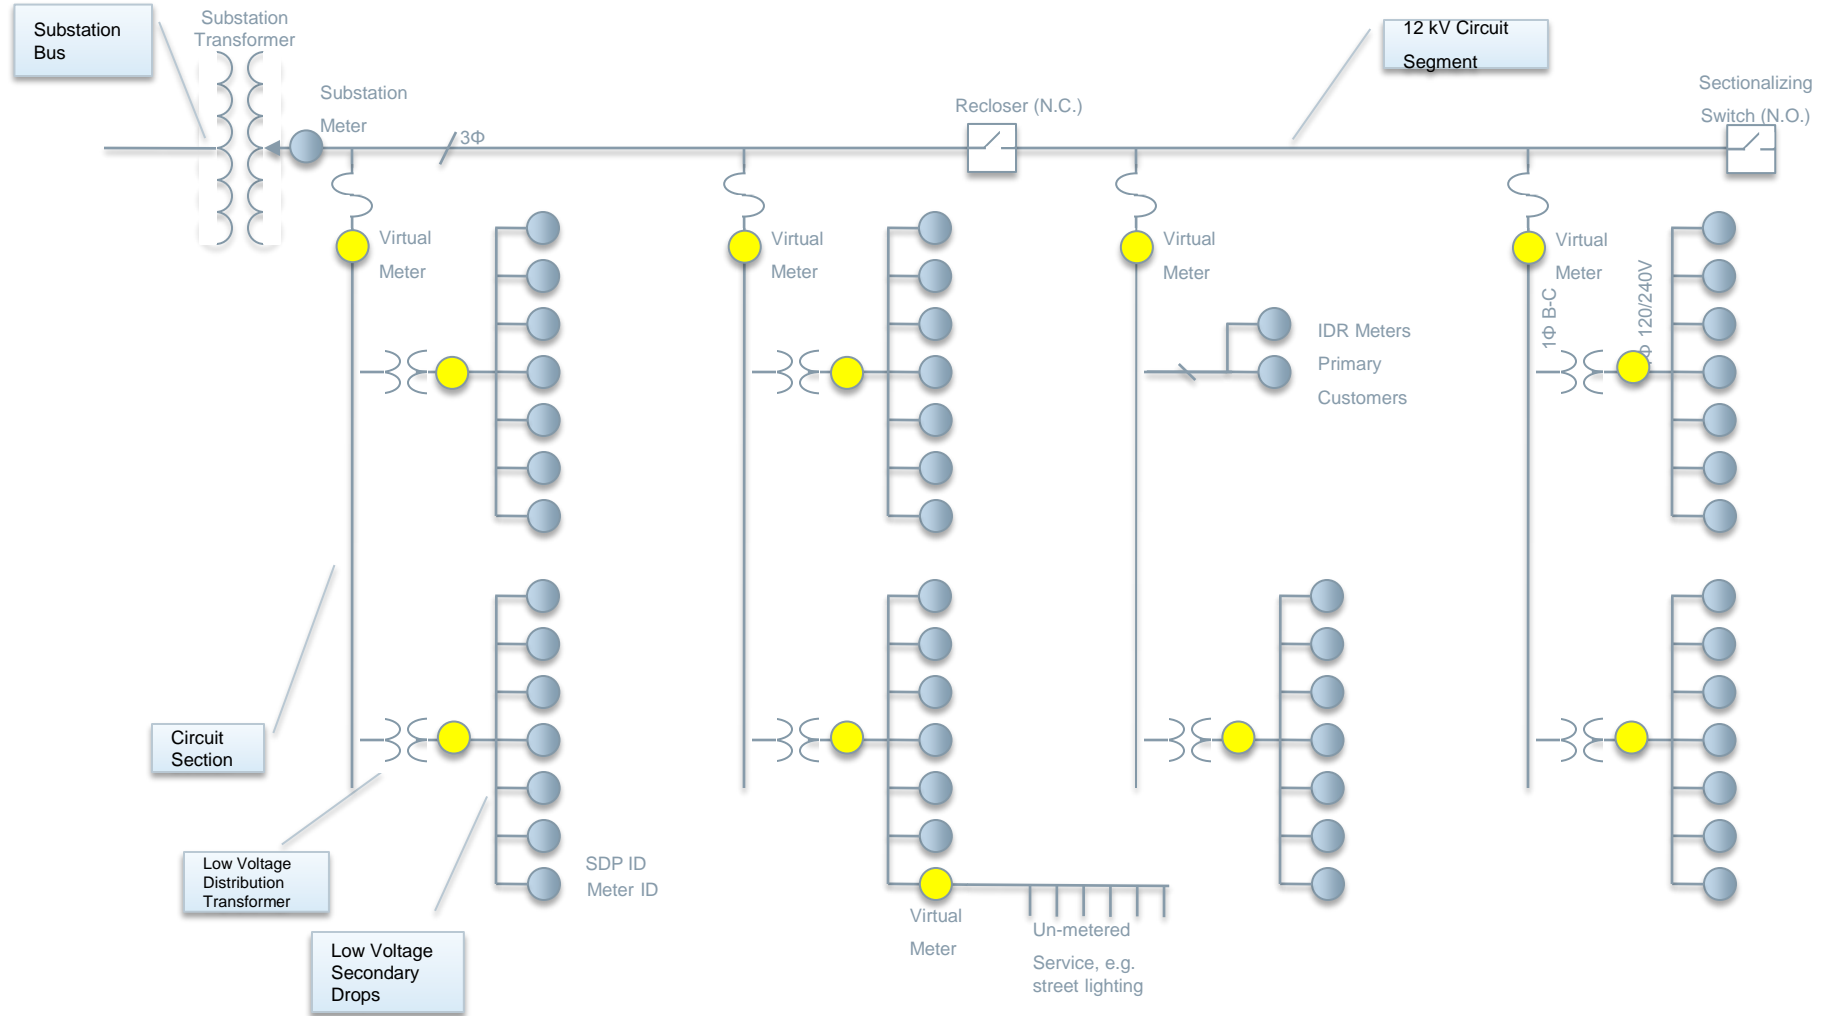 Substation
Bus
Substation
Transformer
Substation
Meter
3Φ
Recloser (N.C.)
12 kV Circuit
Segment
Sectionalizing
Switch (N.O.)
Virtual
Meter
Virtual
Meter
Virtual
Meter
Virtual
Meter
1Φ B-C
Φ 120/240V
IDR Meters
Primary
Customers
Circuit
Section
Low Voltage
Distribution
Transformer
SDP ID
Meter ID
Low Voltage
Secondary
Drops
Virtual
Meter
Un-metered
Service, e.g.
street lighting